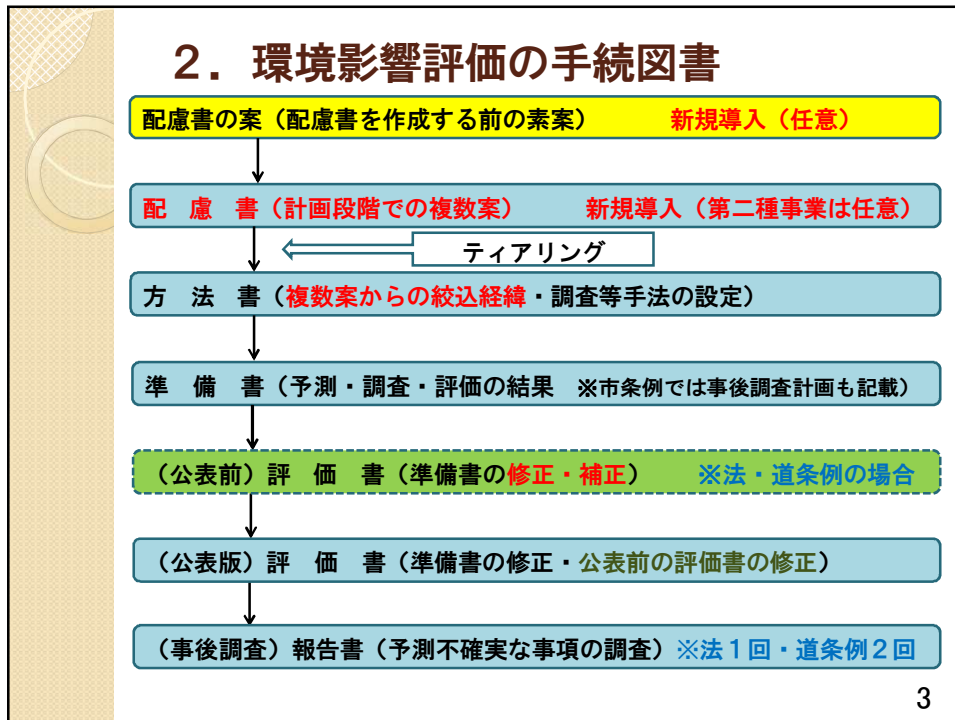 ２．環境影響評価の手続図書
配慮書の案（配慮書を作成する前の素案）　　　新規導入（任意）
配　慮　書（計画段階での複数案）　　　新規導入（第二種事業は任意）
ティアリング
方　法　書（複数案からの絞込経緯・調査等手法の設定）
準　備　書（予測・調査・評価の結果　※市条例では事後調査計画も記載）
（公表前）評　価　書（準備書の修正・補正）　　　※法・道条例の場合
（公表版）評　価　書（準備書の修正・公表前の評価書の修正）
（事後調査）報告書（予測不確実な事項の調査）※法１回・道条例２回
3